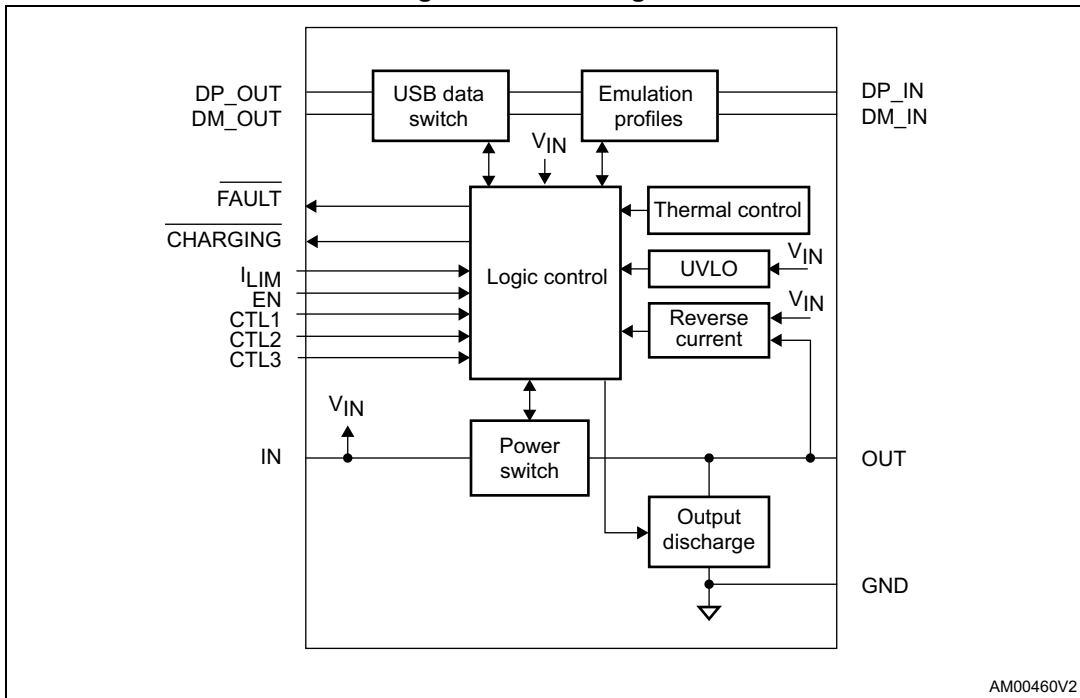 DP_OUT
DM_OUT
USB data
switch
Emulation
profiles
DP_IN
DM_IN
VIN
FAULT
CHARGING
ILIM
EN
CTL1
CTL2
CTL3
Logic control
Thermal control
UVLO
VIN
Reverse
current
VIN
VIN
IN
Power
switch
OUT
Output
discharge
GND
AM00460V2